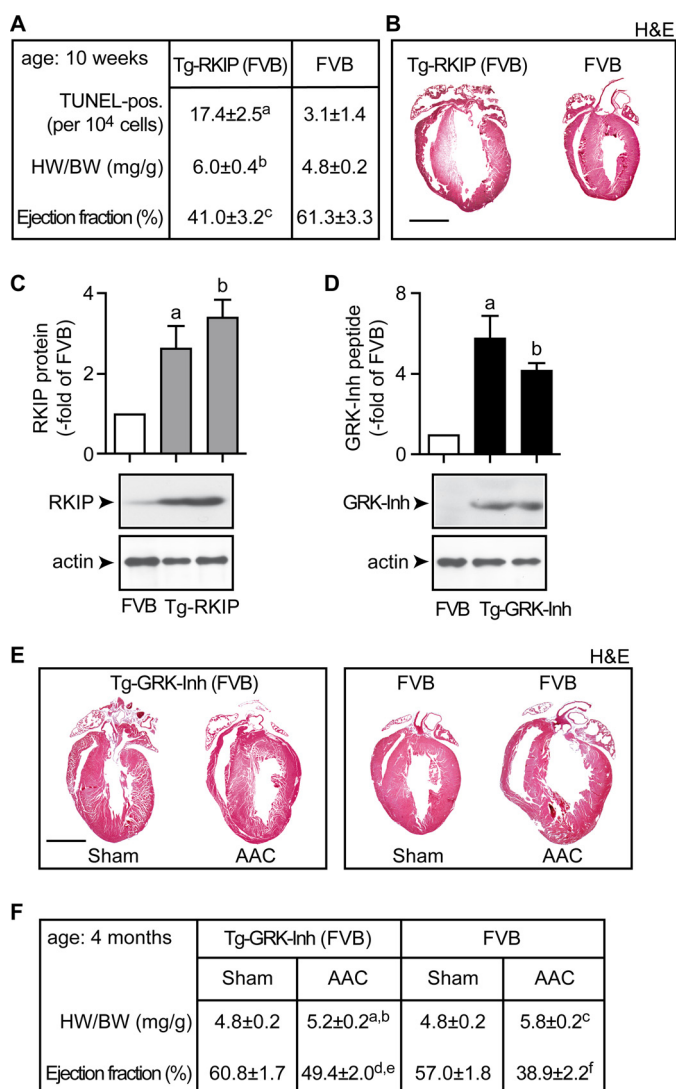 A
age: 10 weeks Tg-RKIP (FVB) FVB
TUNEL-pos. (per 10⁴ cells) 17.4±2.5ᵃ 3.1±1.4
HW/BW (mg/g) 6.0±0.4ᵇ 4.8±0.2
Ejection fraction (%) 41.0±3.2ᶜ 61.3±3.3
B
H&E
Tg-RKIP (FVB) FVB
C
RKIP protein
(-fold of FVB)
4
2
0
a
b
RKIP
actin
FVB Tg-RKIP
D
GRK-Inh peptide
(-fold of FVB)
8
4
0
a
b
GRK-Inh
actin
FVB Tg-GRK-Inh
E
H&E
Tg-GRK-Inh (FVB)
Sham AAC
FVB FVB
Sham AAC
F
age: 4 months Tg-GRK-Inh (FVB) FVB
Sham AAC Sham AAC
HW/BW (mg/g) 4.8±0.2 5.2±0.2ᵃ,ᵇ 4.8±0.2 5.8±0.2ᶜ
Ejection fraction (%) 60.8±1.7 49.4±2.0ᵈ,ᵉ 57.0±1.8 38.9±2.2ᶠ